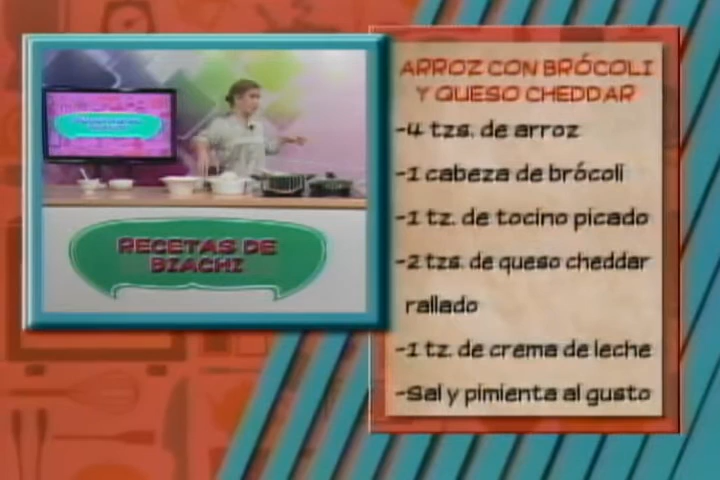 ARROZ CON BRÓCOLI
Y QUESO CHEDDAR
-4 tzs. de arroz
-1 cabeza de brócoli
-1 tz. de tocino picado
-2 tzs. de queso cheddar
rallado
-1 tz. de crema de leche
-Sal y pimienta al gusto
RECETAS DE
BIACHI